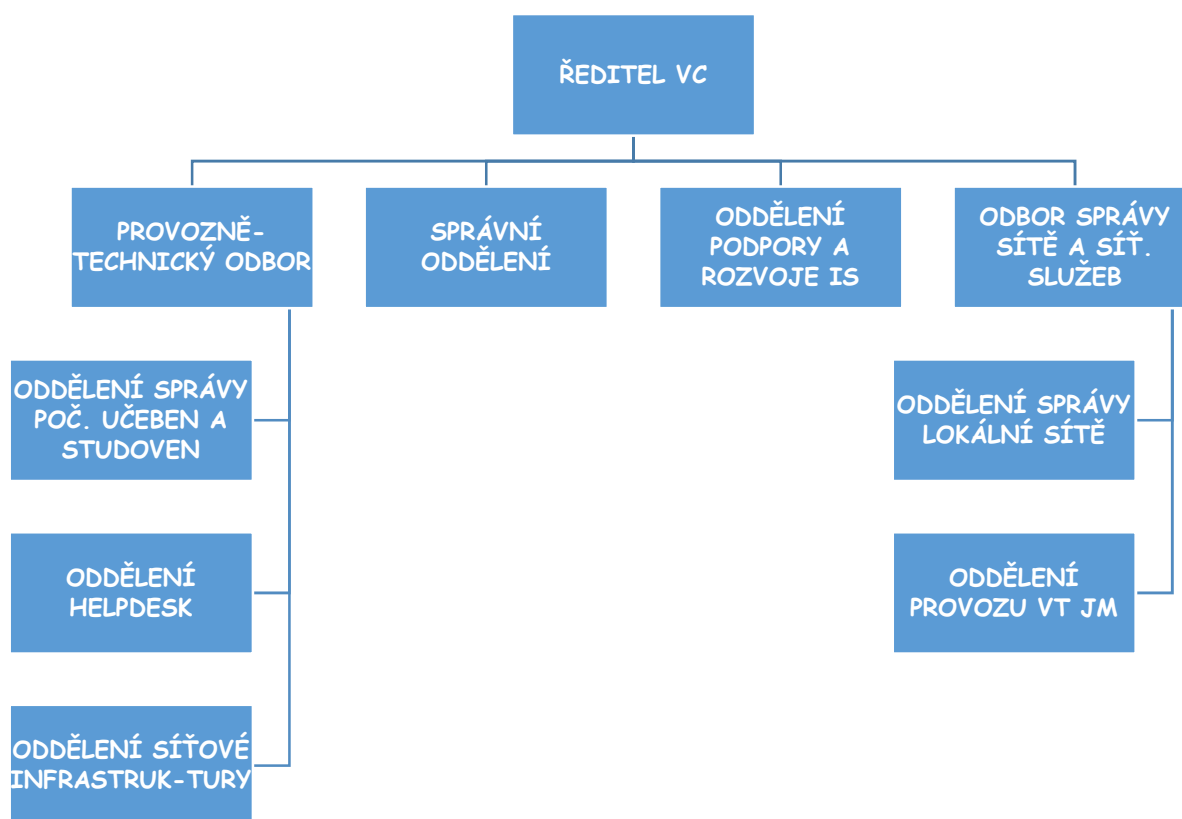 ŘEDITEL VC
PROVOZNĚ-
TECHNICKÝ ODBOR
SPRÁVNÍ
ODDĚLENÍ
ODDĚLENÍ
PODPORY A
ROZVOJE IS
ODBOR SPRÁVY
SÍTĚ A SÍŤ.
SLUŽEB
ODDĚLENÍ SPRÁVY
POČ. UČEBEN A
STUDOVEN
ODDĚLENÍ SPRÁVY
LOKÁLNÍ SÍTĚ
ODDĚLENÍ
HELPDESK
ODDĚLENÍ
PROVOZU VT JM
ODDĚLENÍ SÍŤOVÉ
INFRASTRUK-TURY